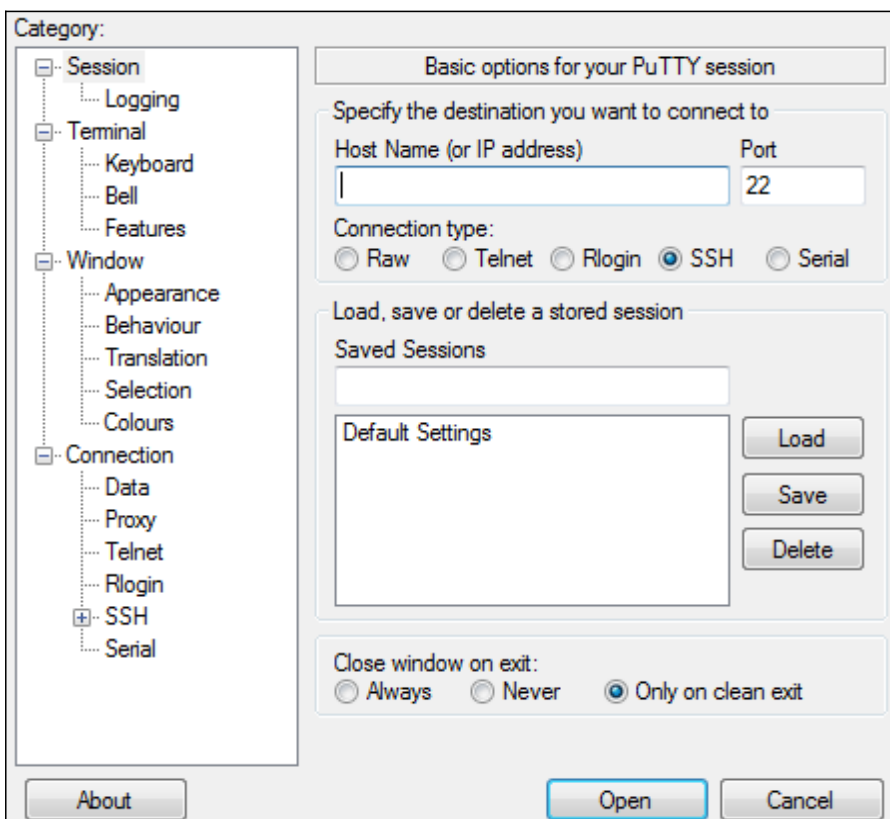 Category:
Session
Logging
Terminal
Keyboard
Bell
Features
Window
Appearance
Behaviour
Translation
Selection
Colours
Connection
Data
Proxy
Telnet
Rlogin
SSH
Serial
Basic options for your PuTTY session
Specify the destination you want to connect to
Host Name (or IP address) Port
22
Connection type:
Raw Telnet Rlogin SSH Serial
Load, save or delete a stored session
Saved Sessions
Default Settings
Load
Save
Delete
Close window on exit:
Always Never Only on clean exit
About Open Cancel